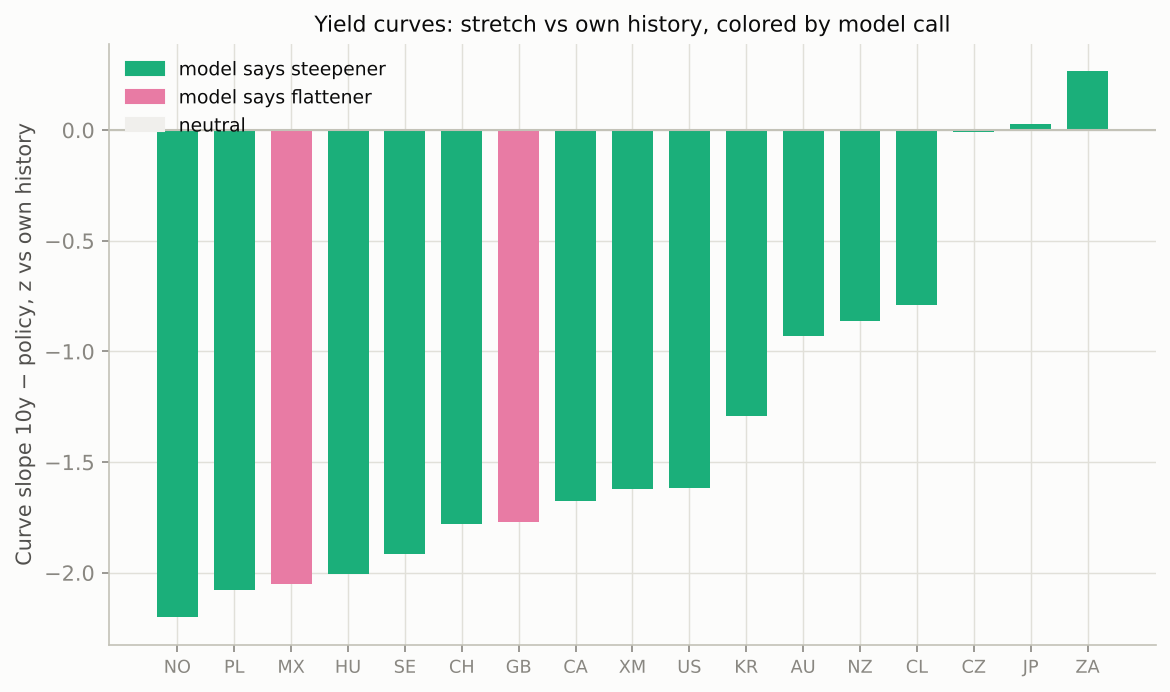 Yield curves: stretch vs own history, colored by model call
model says steepener
model says flattener
neutral
Curve slope 10y − policy, z vs own history
0.0
−0.5
−1.0
−1.5
−2.0
NO PL MX HU SE CH GB CA XM US KR AU NZ CL CZ JP ZA